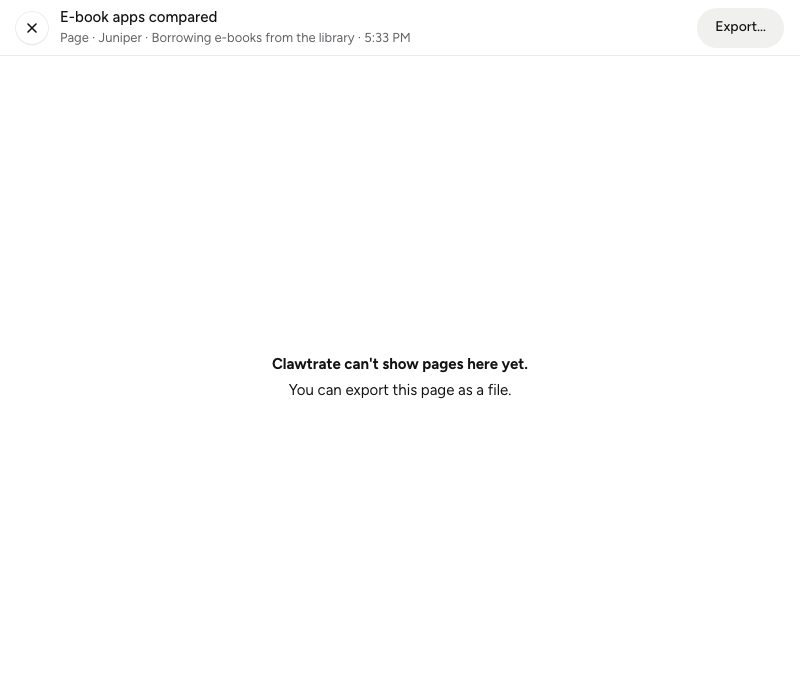 E-book apps compared
Page · Juniper · Borrowing e-books from the library · 5:33 PM
Export...
Clawtrate can't show pages here yet.
You can export this page as a file.